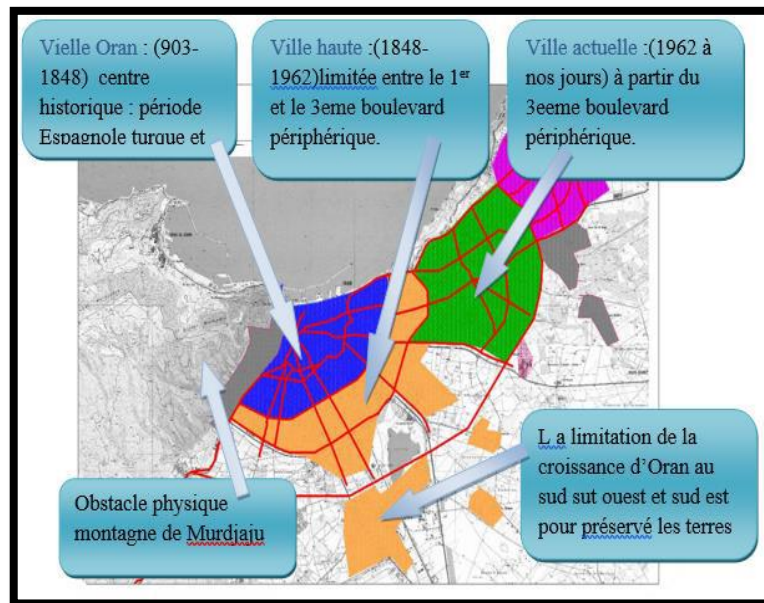 Vielle Oran : (903-
1848) centre
historique : période
Espagnole turque et
Ville haute :(1848-
1962)limitée entre le 1er
et le 3eme boulevard
périphérique.
Ville actuelle :(1962 à
nos jours) à partir du
3eeme boulevard
périphérique.
Obstacle physique
montagne de Murdjaju
L a limitation de la
croissance d’Oran au
sud sut ouest et sud est
pour préservé les terres